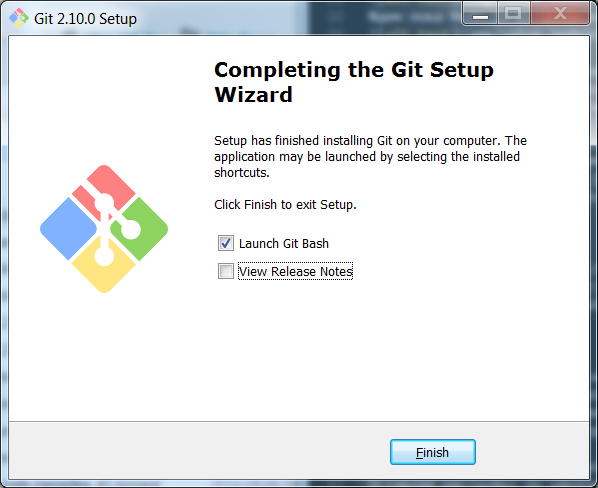 Git 2.10.0 Setup
Completing the Git Setup
Wizard
Setup has finished installing Git on your computer. The
application may be launched by selecting the installed
shortcuts.
Click Finish to exit Setup.
Launch Git Bash
View Release Notes
Finish